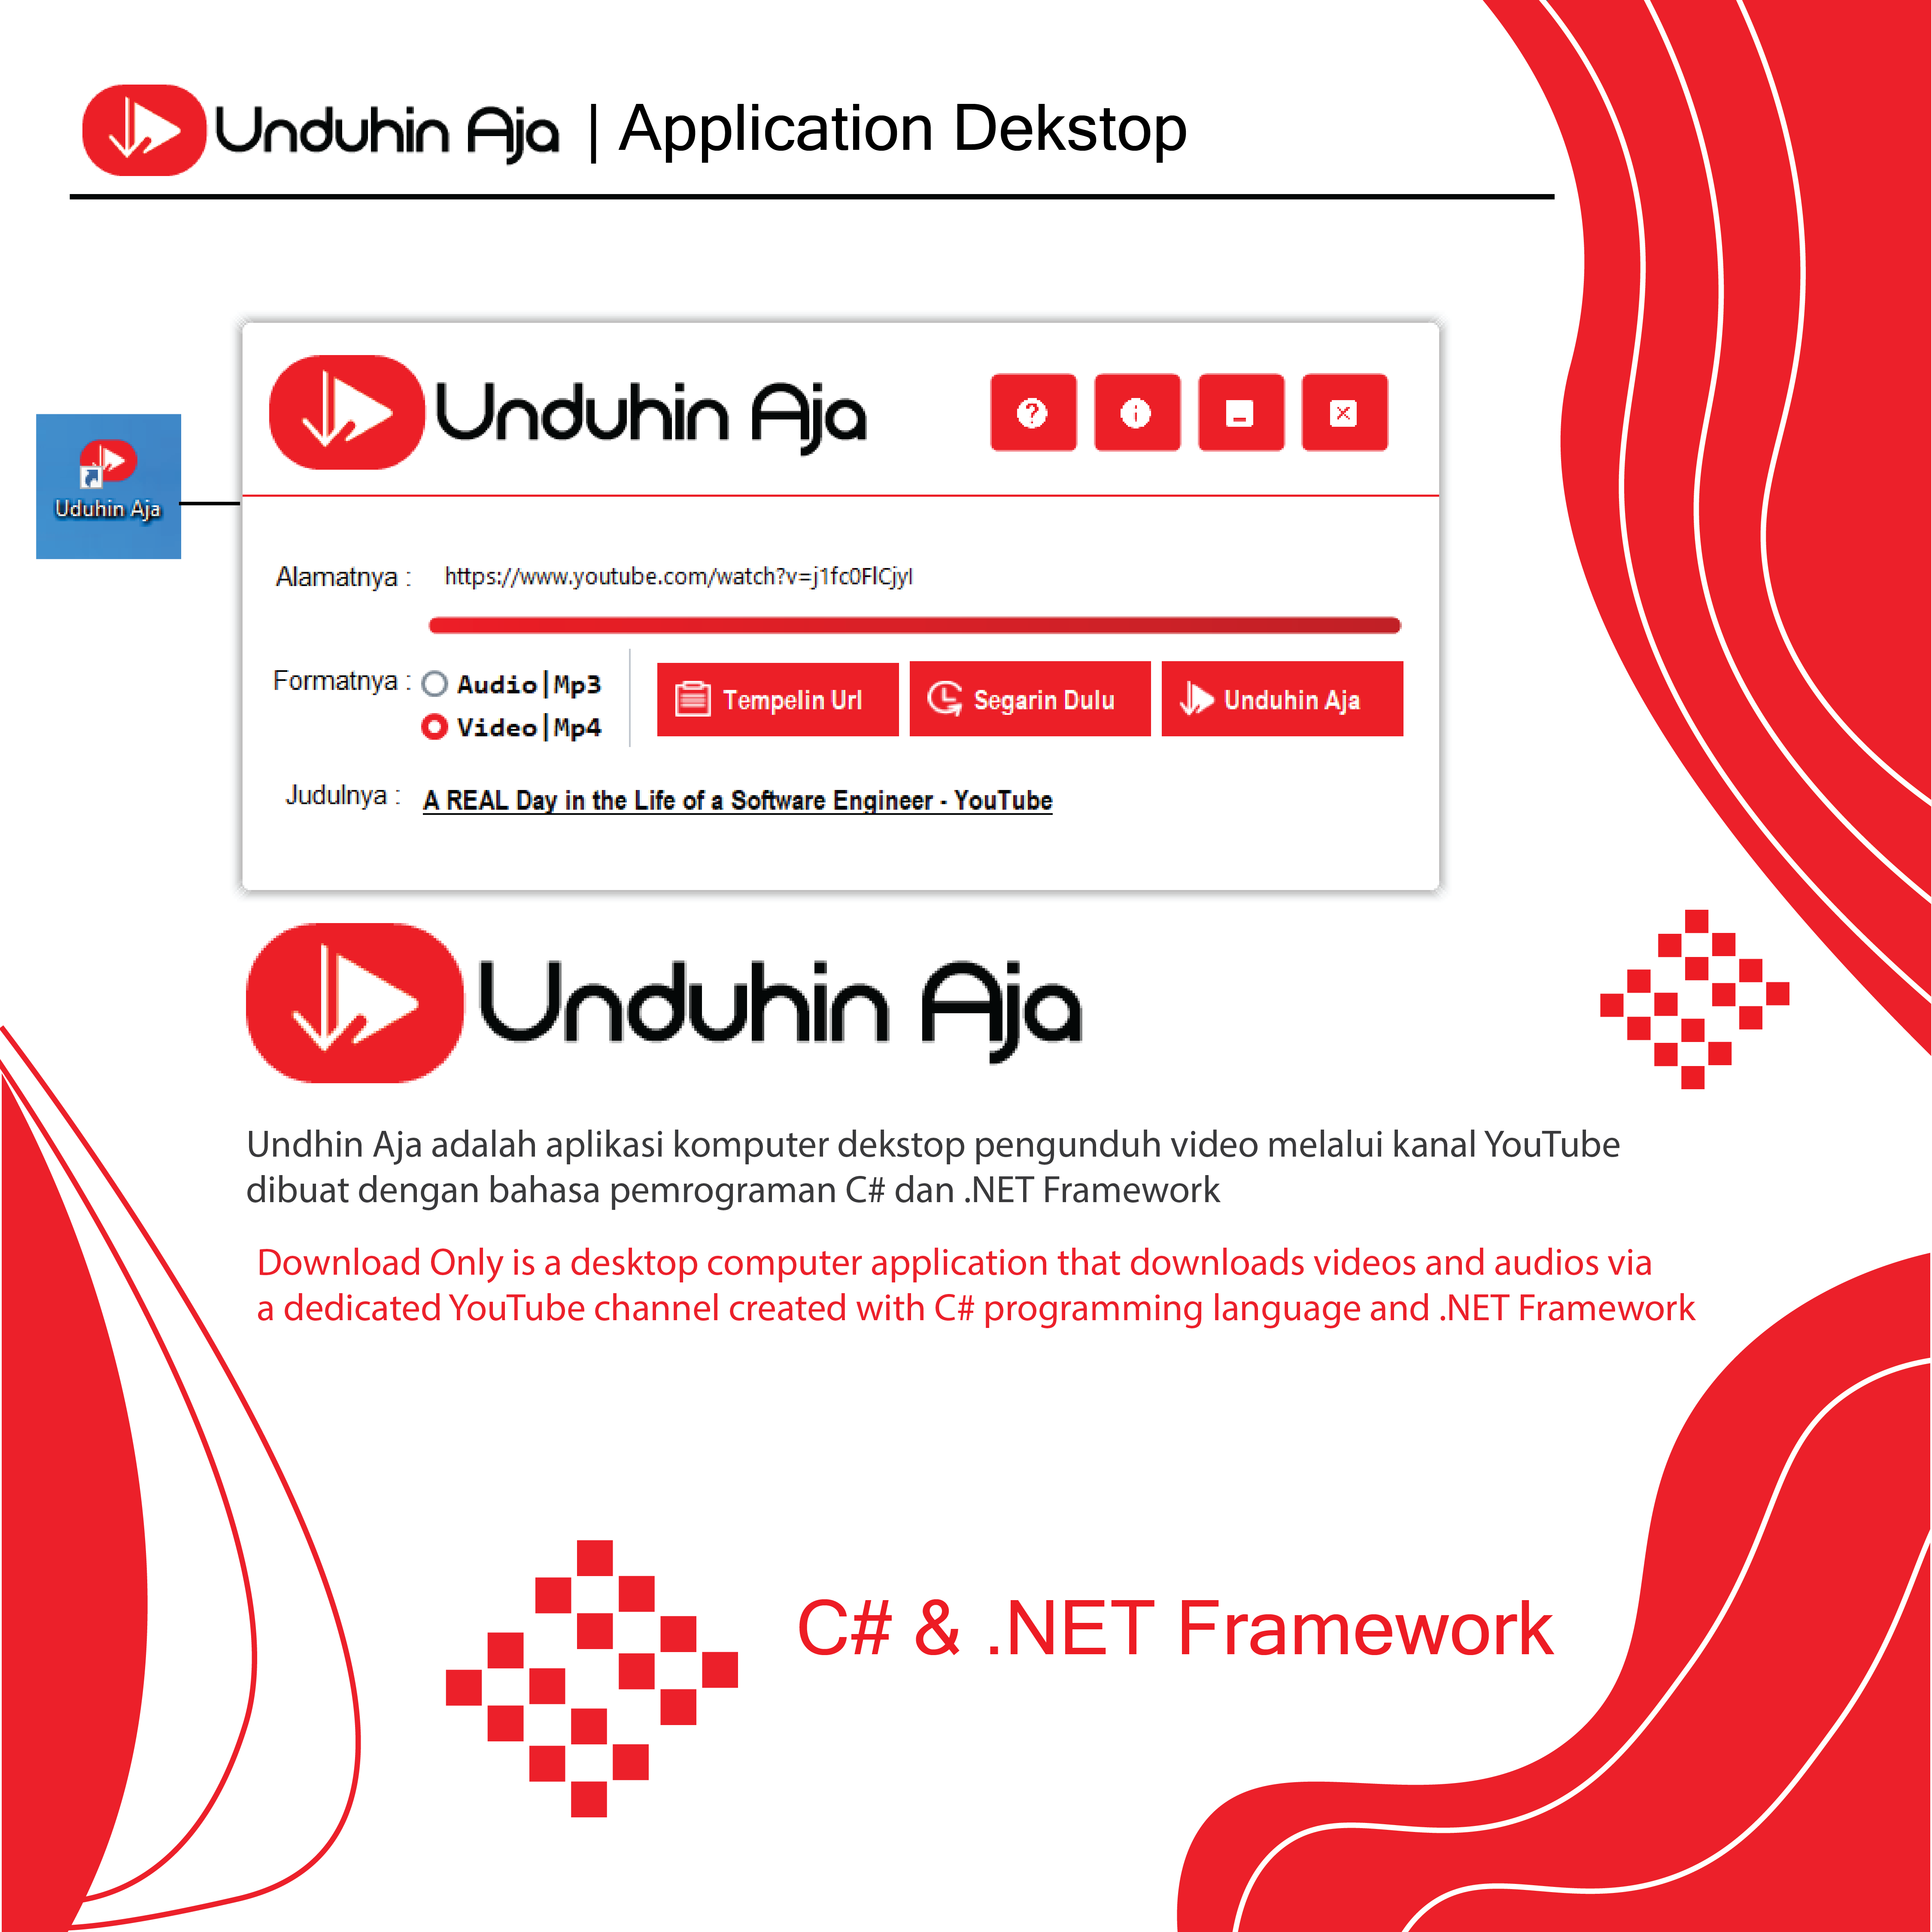 Unduhin Aja | Application Dekstop
Unduhin Aja
Uduhin Aja
Alamatnya : https://www.youtube.com/watch?v=j1fc0FlCjyI
Formatnya : Audio|Mp3
Video|Mp4
Tempelin Url
Segarin Dulu
Unduhin Aja
Judulnya : A REAL Day in the Life of a Software Engineer - YouTube
Unduhin Aja
Undhin Aja adalah aplikasi komputer dekstop pengunduh video melalui kanal YouTube
dibuat dengan bahasa pemrograman C# dan .NET Framework
Download Only is a desktop computer application that downloads videos and audios via
a dedicated YouTube channel created with C# programming language and .NET Framework
C# & .NET Framework